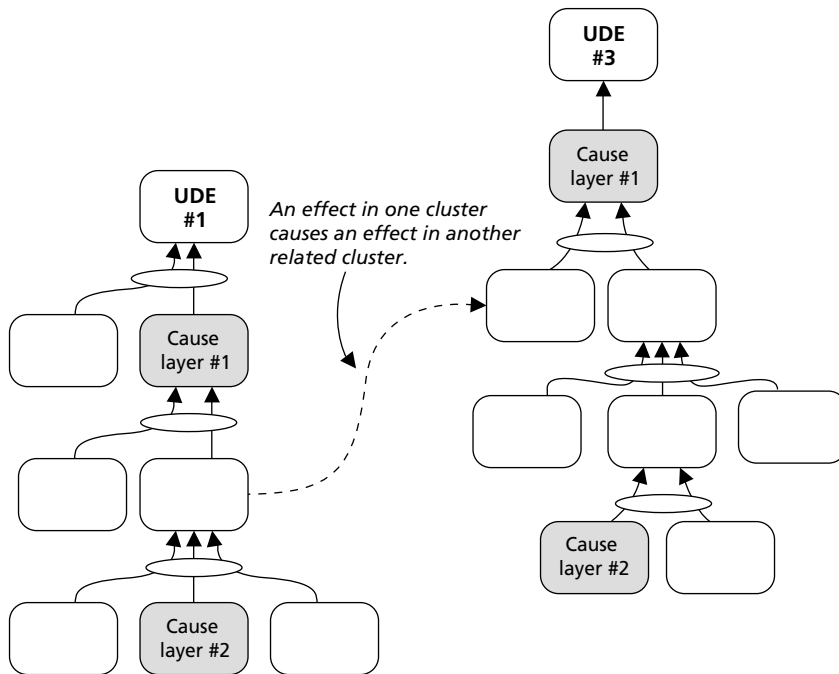 UDE
#3
Cause
layer #1
UDE
#1
An effect in one cluster
causes an effect in another
related cluster.
Cause
layer #1
Cause
layer #2
Cause
layer #2